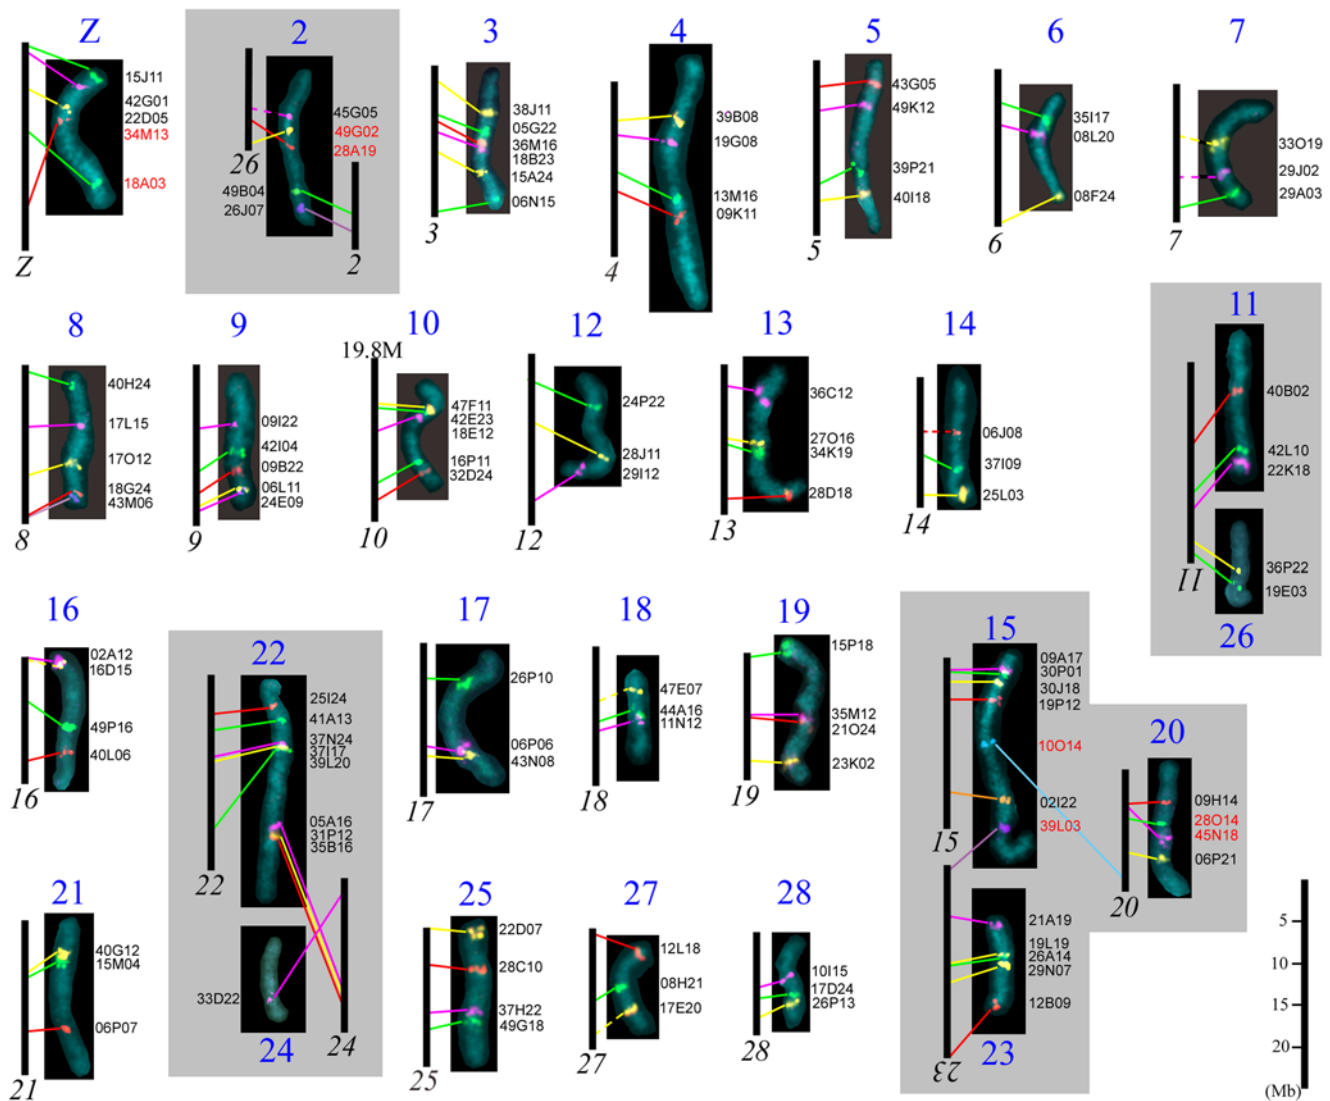 Z
15J11
42G01
22D05
34M13
18A03
Z
2
45G05
49G02
28A19
26
49B04
26J07
2
3
38J11
05G22
36M16
18B23
15A24
06N15
3
4
39B08
19G08
13M16
09K11
4
5
43G05
49K12
39P21
40I18
5
6
35I17
08L20
08F24
6
7
33O19
29J02
29A03
7
8
40H24
17L15
17O12
18G24
43M06
8
9
09I22
42I04
09B22
06L11
24E09
9
10
19.8M
47F11
42E23
18E12
16P11
32D24
10
12
24P22
28J11
29I12
12
13
36C12
27O16
34K19
28D18
13
14
06J08
37I09
25L03
14
11
40B02
42L10
22K18
11
36P22
19E03
26
16
02A12
16D15
49P16
40L06
16
22
25I24
41A13
37N24
37I17
39L20
05A16
31P12
35B16
22
33D22
24
24
17
26P10
06P06
43N08
17
18
47E07
44A16
11N12
18
19
15P18
35M12
21O24
23K02
19
15
09A17
30P01
30J18
19P12
10O14
02I22
39L03
15
20
09H14
28O14
45N18
06P21
20
21A19
19L19
26A14
29N07
12B09
23
23
21
40G12
15M04
06P07
21
25
22D07
28C10
37H22
49G18
25
27
12L18
08H21
17E20
27
28
10I15
17D24
26P13
28
5
10
15
20
(Mb)